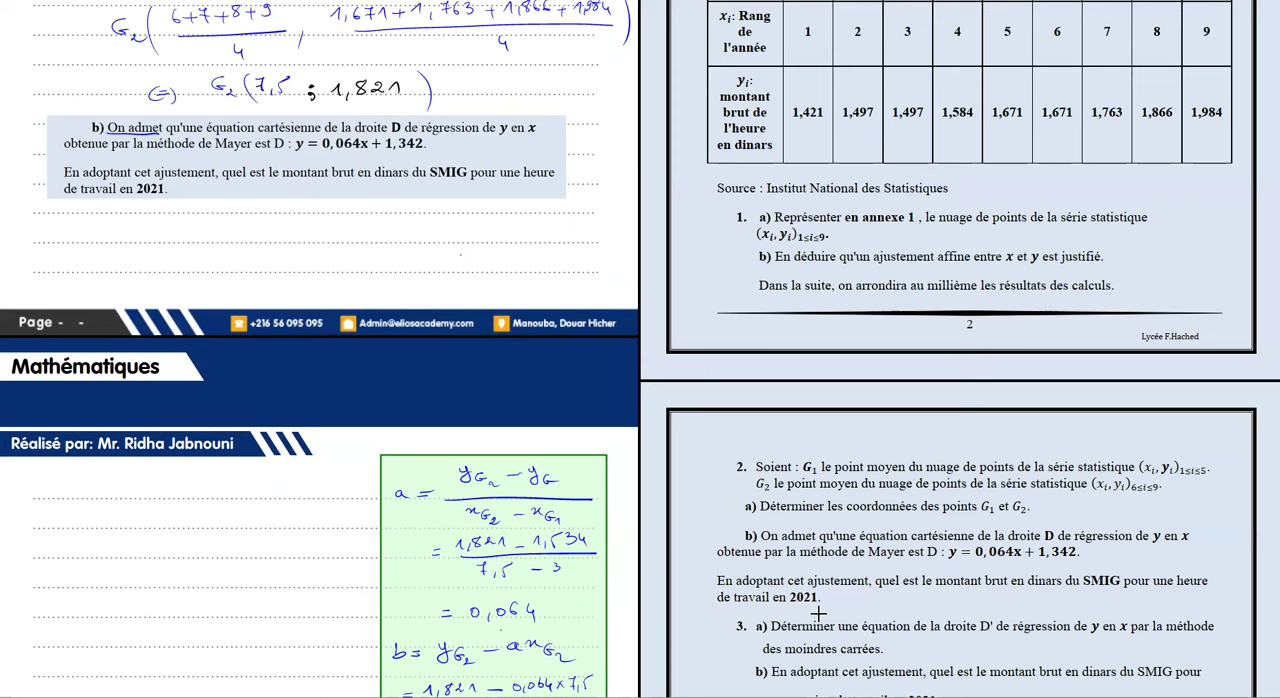 G₂( (6+7+8+9)/4 , (1,671+1,763+1,866+1,984)/4 )
(=) G₂(7,5 ; 1,821)
b) On admet qu'une équation cartésienne de la droite D de régression de y en x
obtenue par la méthode de Mayer est D : y = 0,064x + 1,342.
En adoptant cet ajustement, quel est le montant brut en dinars du SMIG pour une heure
de travail en 2021.
Page - -
+216 56 095 095 Admin@eliosacademy.com Manouba, Douar Hicher
Mathématiques
Réalisé par: Mr. Ridha Jabnouni
a = (yG₂ − yG)/(xG₂ − xG₁)
= (1,821 − 1,534)/(7,5 − 3)
= 0,064
b = yG₂ − axG₂
= 1,821 − 0,064×7,5
xᵢ: Rang de l'année 1 2 3 4 5 6 7 8 9
yᵢ: montant brut de l'heure en dinars 1,421 1,497 1,497 1,584 1,671 1,671 1,763 1,866 1,984
Source : Institut National des Statistiques
1. a) Représenter en annexe 1 , le nuage de points de la série statistique
(xᵢ, yᵢ)1≤i≤9.
b) En déduire qu'un ajustement affine entre x et y est justifié.
Dans la suite, on arrondira au millième les résultats des calculs.
2
Lycée F.Hached
2. Soient : G₁ le point moyen du nuage de points de la série statistique (xᵢ, yᵢ)1≤i≤5.
G₂ le point moyen du nuage de points de la série statistique (xᵢ, yᵢ)6≤i≤9.
a) Déterminer les coordonnées des points G₁ et G₂.
b) On admet qu'une équation cartésienne de la droite D de régression de y en x
obtenue par la méthode de Mayer est D : y = 0,064x + 1,342.
En adoptant cet ajustement, quel est le montant brut en dinars du SMIG pour une heure
de travail en 2021.
3. a) Déterminer une équation de la droite D' de régression de y en x par la méthode
des moindres carrées.
b) En adoptant cet ajustement, quel est le montant brut en dinars du SMIG pour